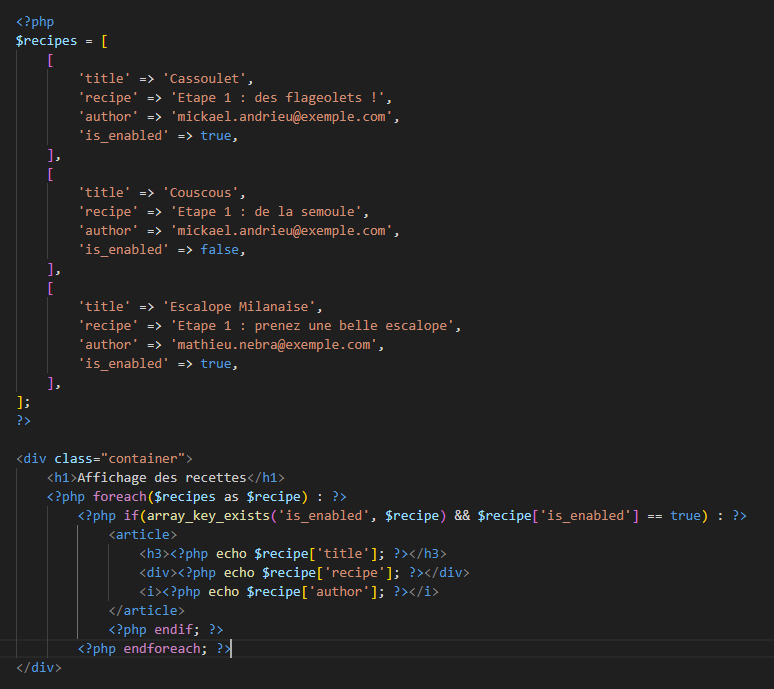 <?php
$recipes = [
    [
        'title' => 'Cassoulet',
        'recipe' => 'Etape 1 : des flageolets !',
        'author' => 'mickael.andrieu@exemple.com',
        'is_enabled' => true,
    ],
    [
        'title' => 'Couscous',
        'recipe' => 'Etape 1 : de la semoule',
        'author' => 'mickael.andrieu@exemple.com',
        'is_enabled' => false,
    ],
    [
        'title' => 'Escalope Milanaise',
        'recipe' => 'Etape 1 : prenez une belle escalope',
        'author' => 'mathieu.nebra@exemple.com',
        'is_enabled' => true,
    ],
];
?>

<div class="container">
    <h1>Affichage des recettes</h1>
    <?php foreach($recipes as $recipe) : ?>
        <?php if(array_key_exists('is_enabled', $recipe) && $recipe['is_enabled'] == true) : ?>
            <article>
                <h3><?php echo $recipe['title']; ?></h3>
                <div><?php echo $recipe['recipe']; ?></div>
                <i><?php echo $recipe['author']; ?></i>
            </article>
            <?php endif; ?>
        <?php endforeach; ?>
</div>